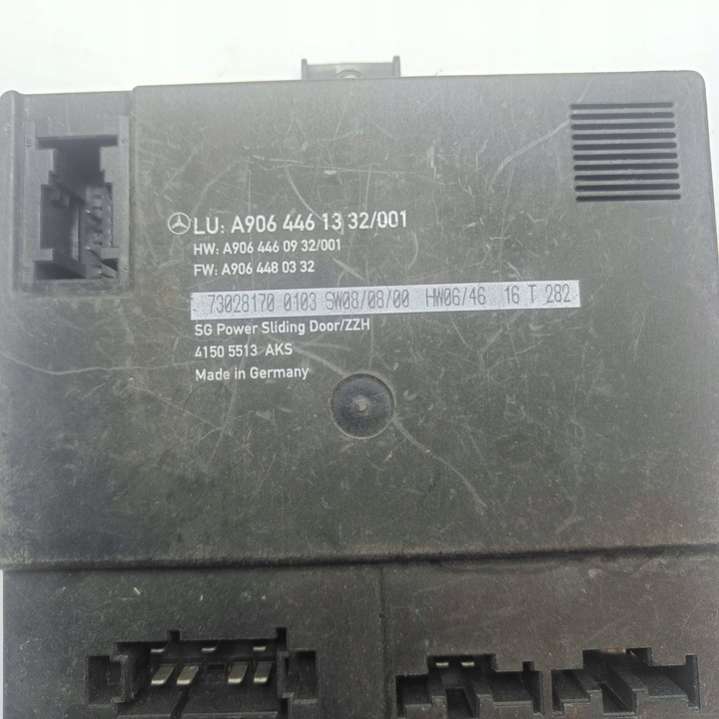 LU: A906 446 13 32/001
HW: A906 446 09 32/001
FW: A906 448 03 32
73028170 0103 SW08/08/00 HW06/46 16 T 282
SG Power Sliding Door/ZZH
4150 5513 AKS
Made in Germany